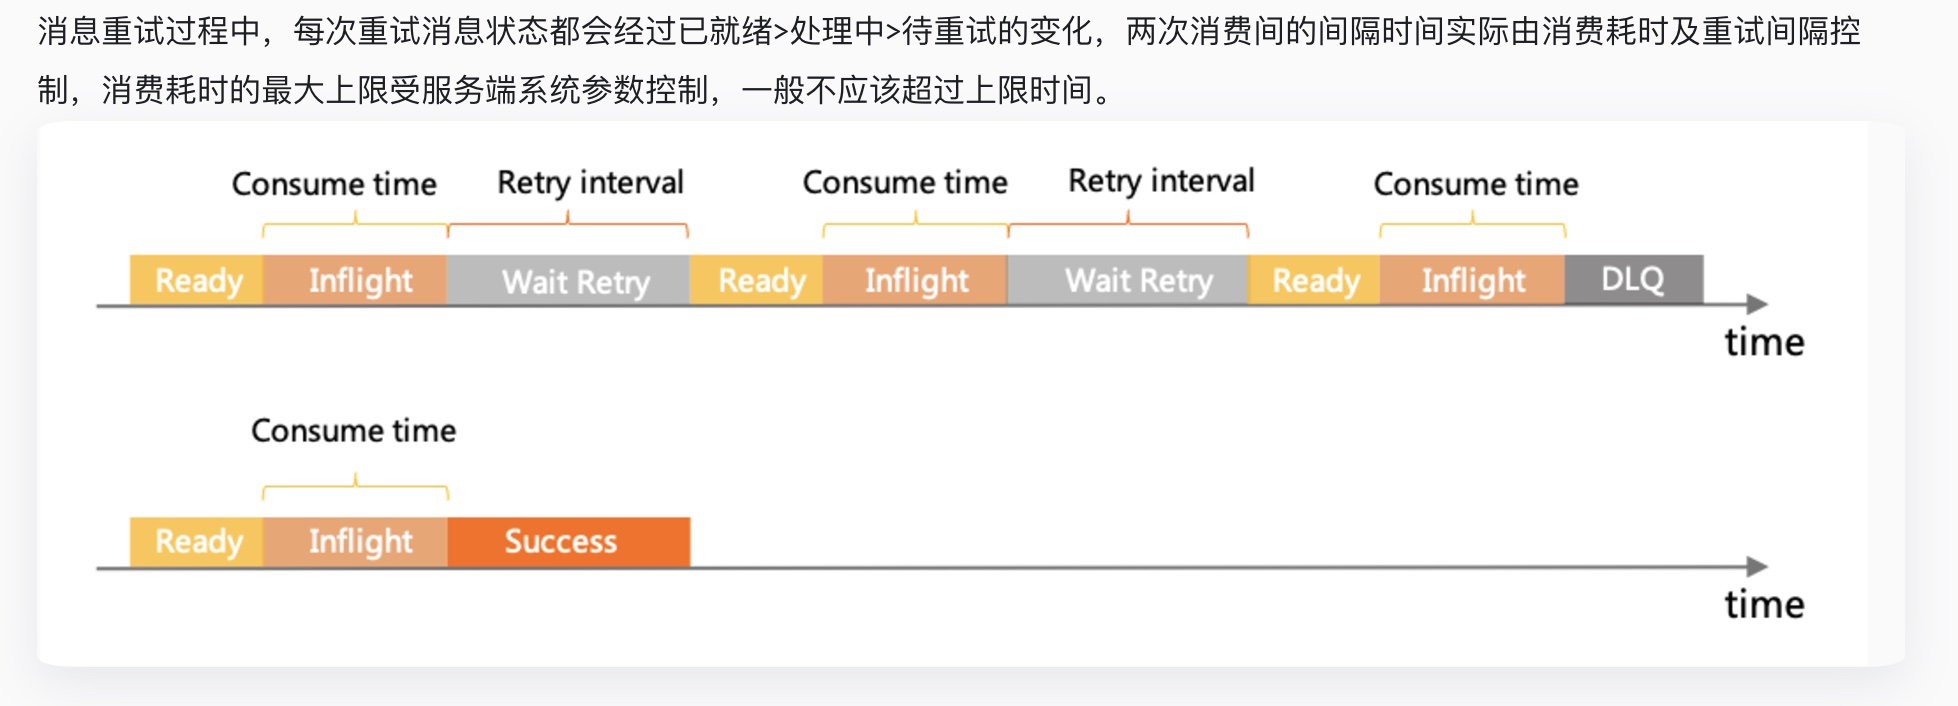 消息重试过程中，每次重试消息状态都会经过已就绪>处理中>待重试的变化，两次消费间的间隔时间实际由消费耗时及重试间隔控
制，消费耗时的最大上限受服务端系统参数控制，一般不应该超过上限时间。
Consume time Retry interval Consume time Retry interval Consume time
Ready Inflight Wait Retry Ready Inflight Wait Retry Ready Inflight DLQ
time
Consume time
Ready Inflight Success
time